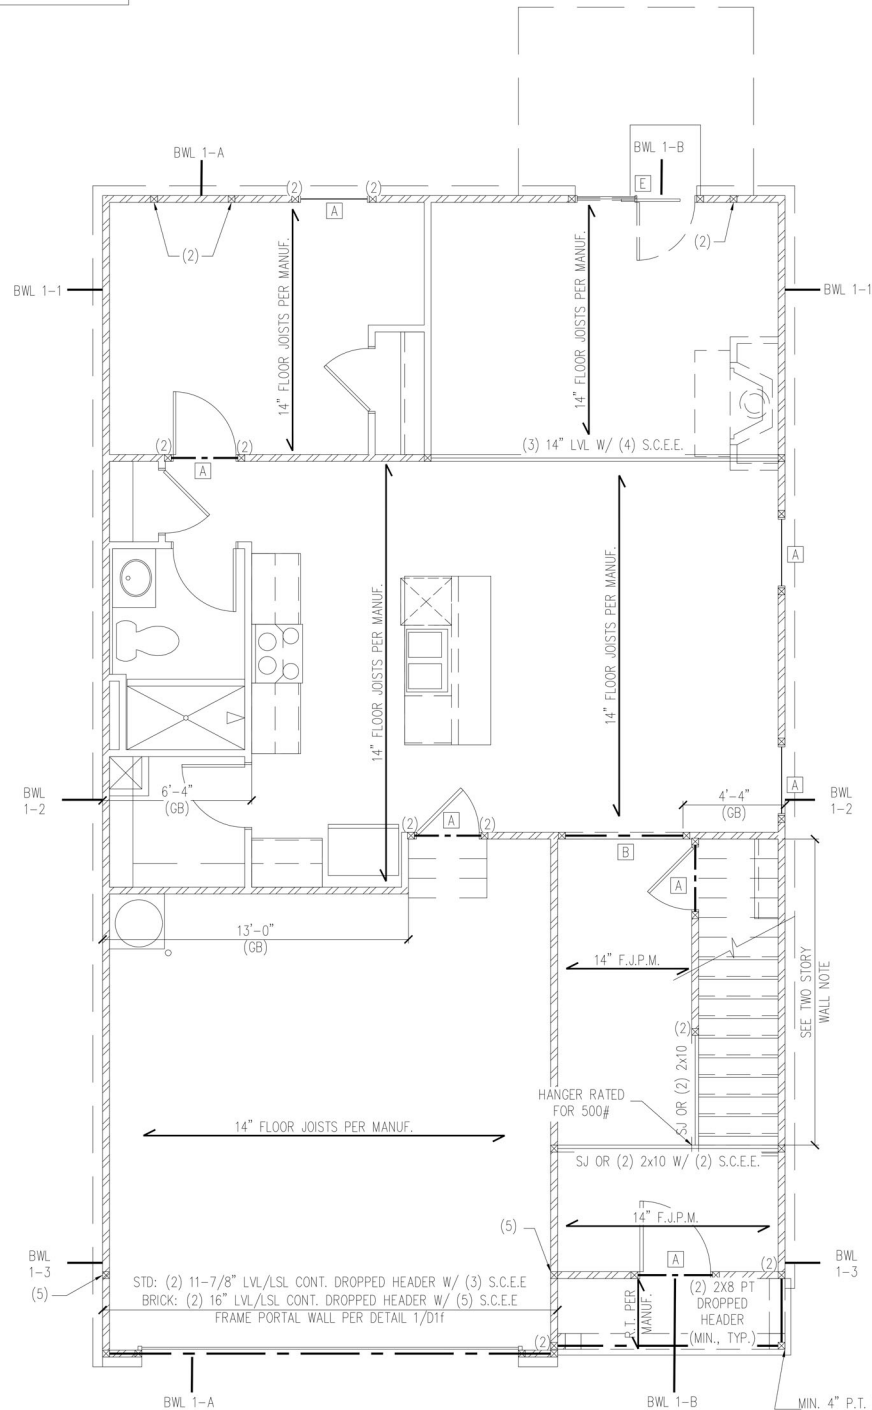 BWL 1-A
BWL 1-B
E
(2)
(2)
A
(2)
(2)
BWL 1-1
BWL 1-1
14" FLOOR JOISTS PER MANUF.
14" FLOOR JOISTS PER MANUF.
(3) 14" LVL W/ (4) S.C.E.E.
(2)
(2)
A
A
14" FLOOR JOISTS PER MANUF.
14" FLOOR JOISTS PER MANUF.
BWL
1-2
6'-4"
(GB)
4'-4"
(GB)
A
BWL
1-2
(2)
A
(2)
B
A
13'-0"
(GB)
14" F.J.P.M.
SEE TWO STORY
WALL NOTE
(2)
SJ OR (2) 2x10
HANGER RATED
FOR 500#
14" FLOOR JOISTS PER MANUF.
SJ OR (2) 2x10 W/ (2) S.C.E.E.
14" F.J.P.M.
(5)
BWL
1-3
A
(2)
BWL
1-3
(5)
STD: (2) 11-7/8" LVL/LSL CONT. DROPPED HEADER W/ (3) S.C.E.E
BRICK: (2) 16" LVL/LSL CONT. DROPPED HEADER W/ (5) S.C.E.E
FRAME PORTAL WALL PER DETAIL 1/D1f
R.T. PER
MANUF.
(2) 2X8 PT
DROPPED
HEADER
(MIN., TYP.)
(2)
BWL 1-A
BWL 1-B
MIN. 4" P.T.